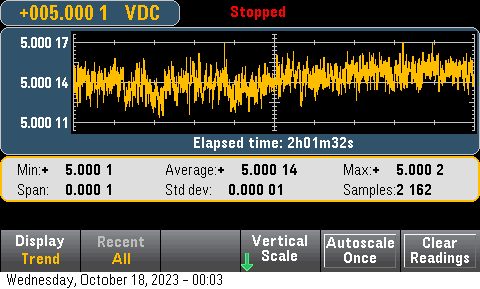 +005.000 1 VDC Stopped
5.000 17
5.000 14
5.000 11
Elapsed time: 2h01m32s
Min:+ 5.000 1 Average:+ 5.000 14 Max:+ 5.000 2
Span: 0.000 1 Std dev: 0.000 01 Samples:2 162
Display Recent Vertical Autoscale Clear
Trend All Scale Once Readings
Wednesday, October 18, 2023 - 00:03